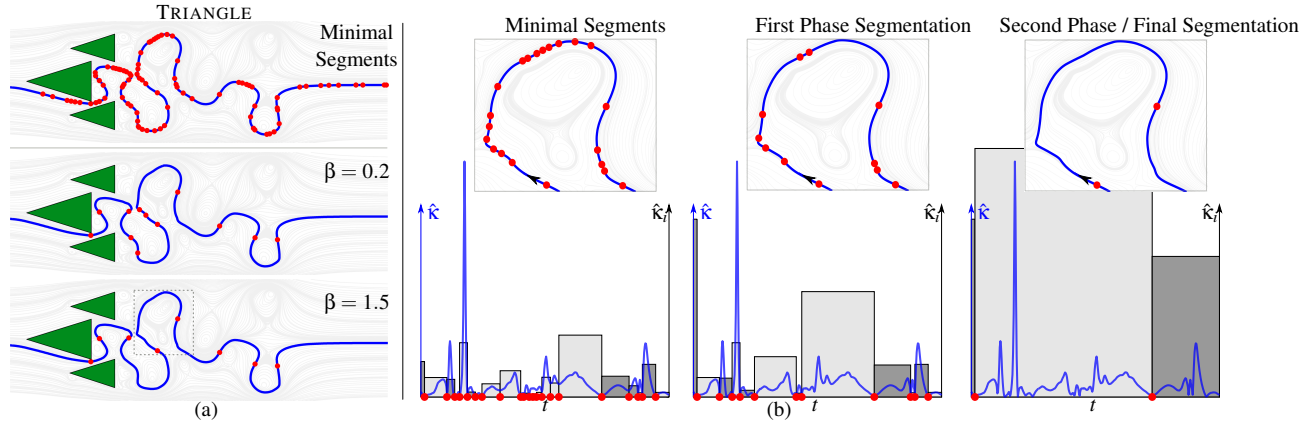 TRIANGLE
Minimal
Segments
β = 0.2
β = 1.5
(a)
Minimal Segments
First Phase Segmentation
Second Phase / Final Segmentation
κ̂
κ̂ᵢ
κ̂
κ̂ᵢ
κ̂
κ̂ᵢ
t
t
t
(b)